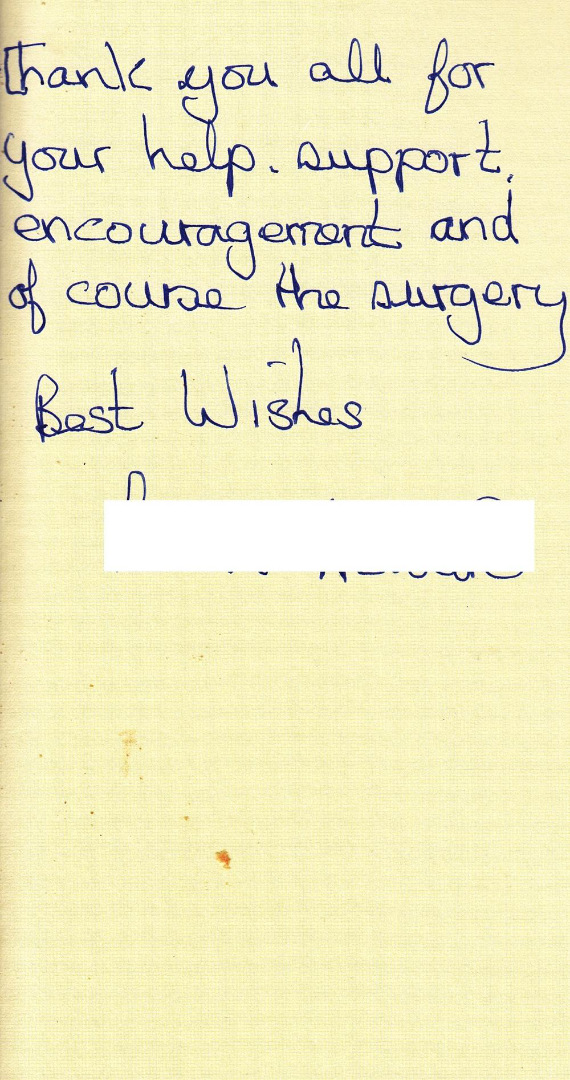 Thank you all for
your help. support,
encouragement and
of course the surgery
Best Wishes